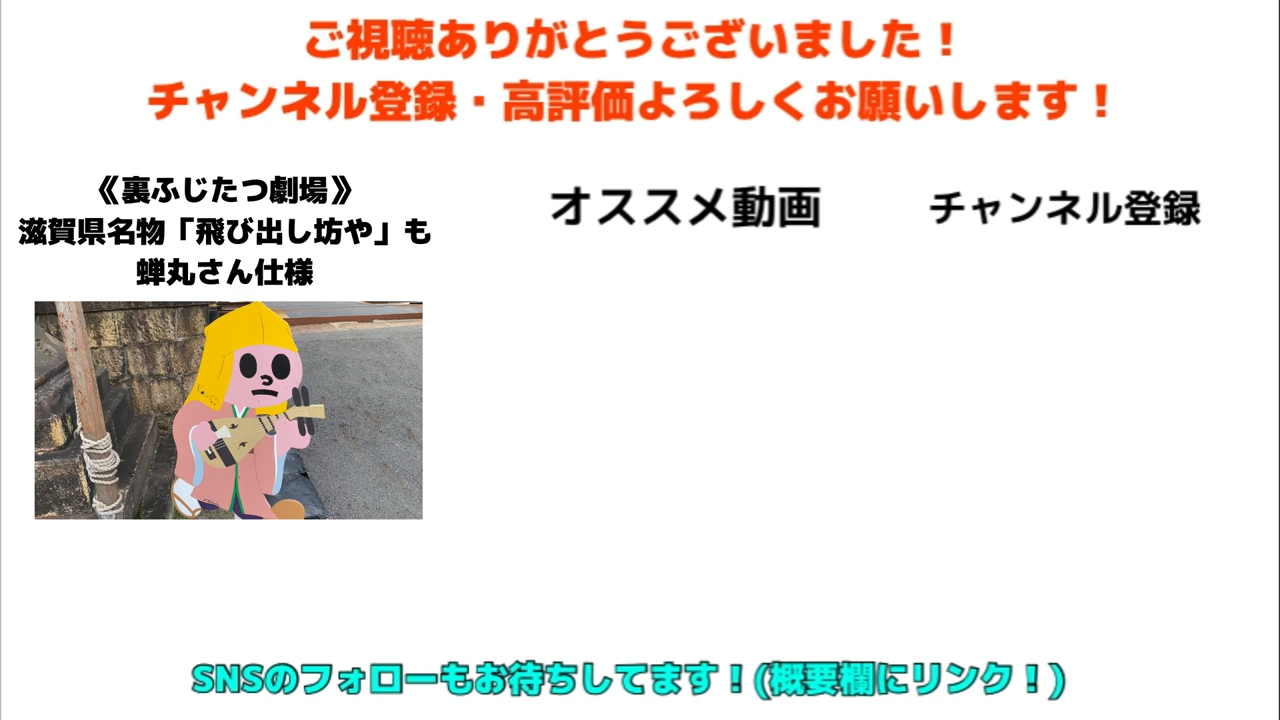 ご視聴ありがとうございました！
チャンネル登録・高評価よろしくお願いします！
《裏ふじたつ劇場》
滋賀県名物「飛び出し坊や」も
蝉丸さん仕様
オススメ動画
チャンネル登録
SNSのフォローもお待ちしてます！(概要欄にリンク！)